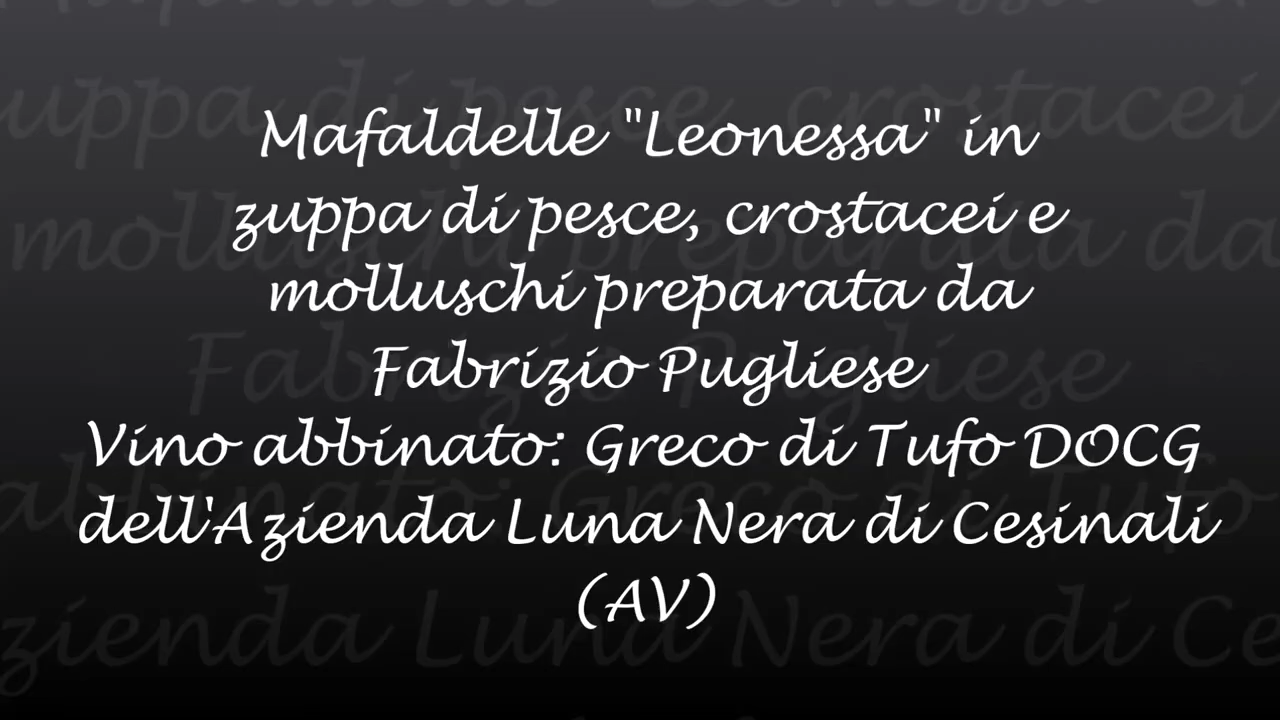 Mafaldelle "Leonessa" in
zuppa di pesce, crostacei e
molluschi preparata da
Fabrizio Pugliese
Vino abbinato: Greco di Tufo DOCG
dell'Azienda Luna Nera di Cesinali
(AV)